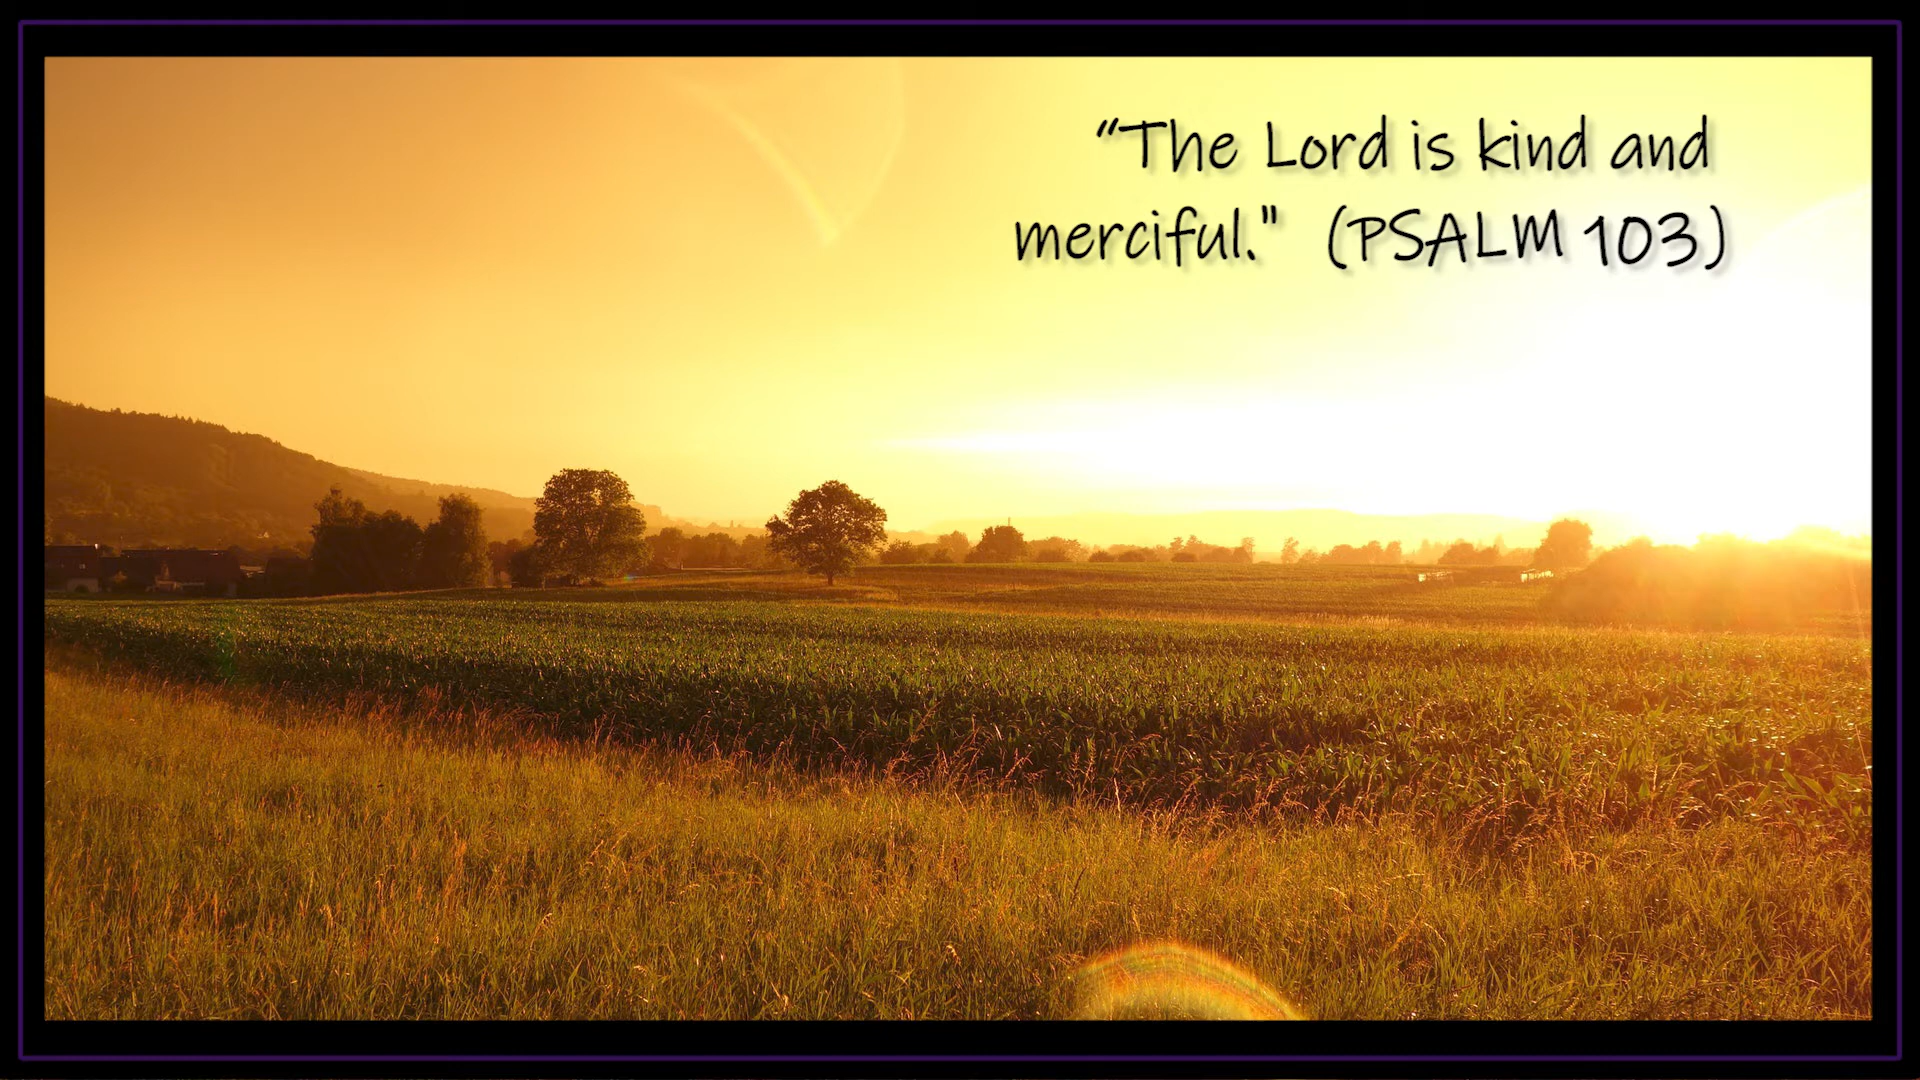 “The Lord is kind and
merciful." (PSALM 103)